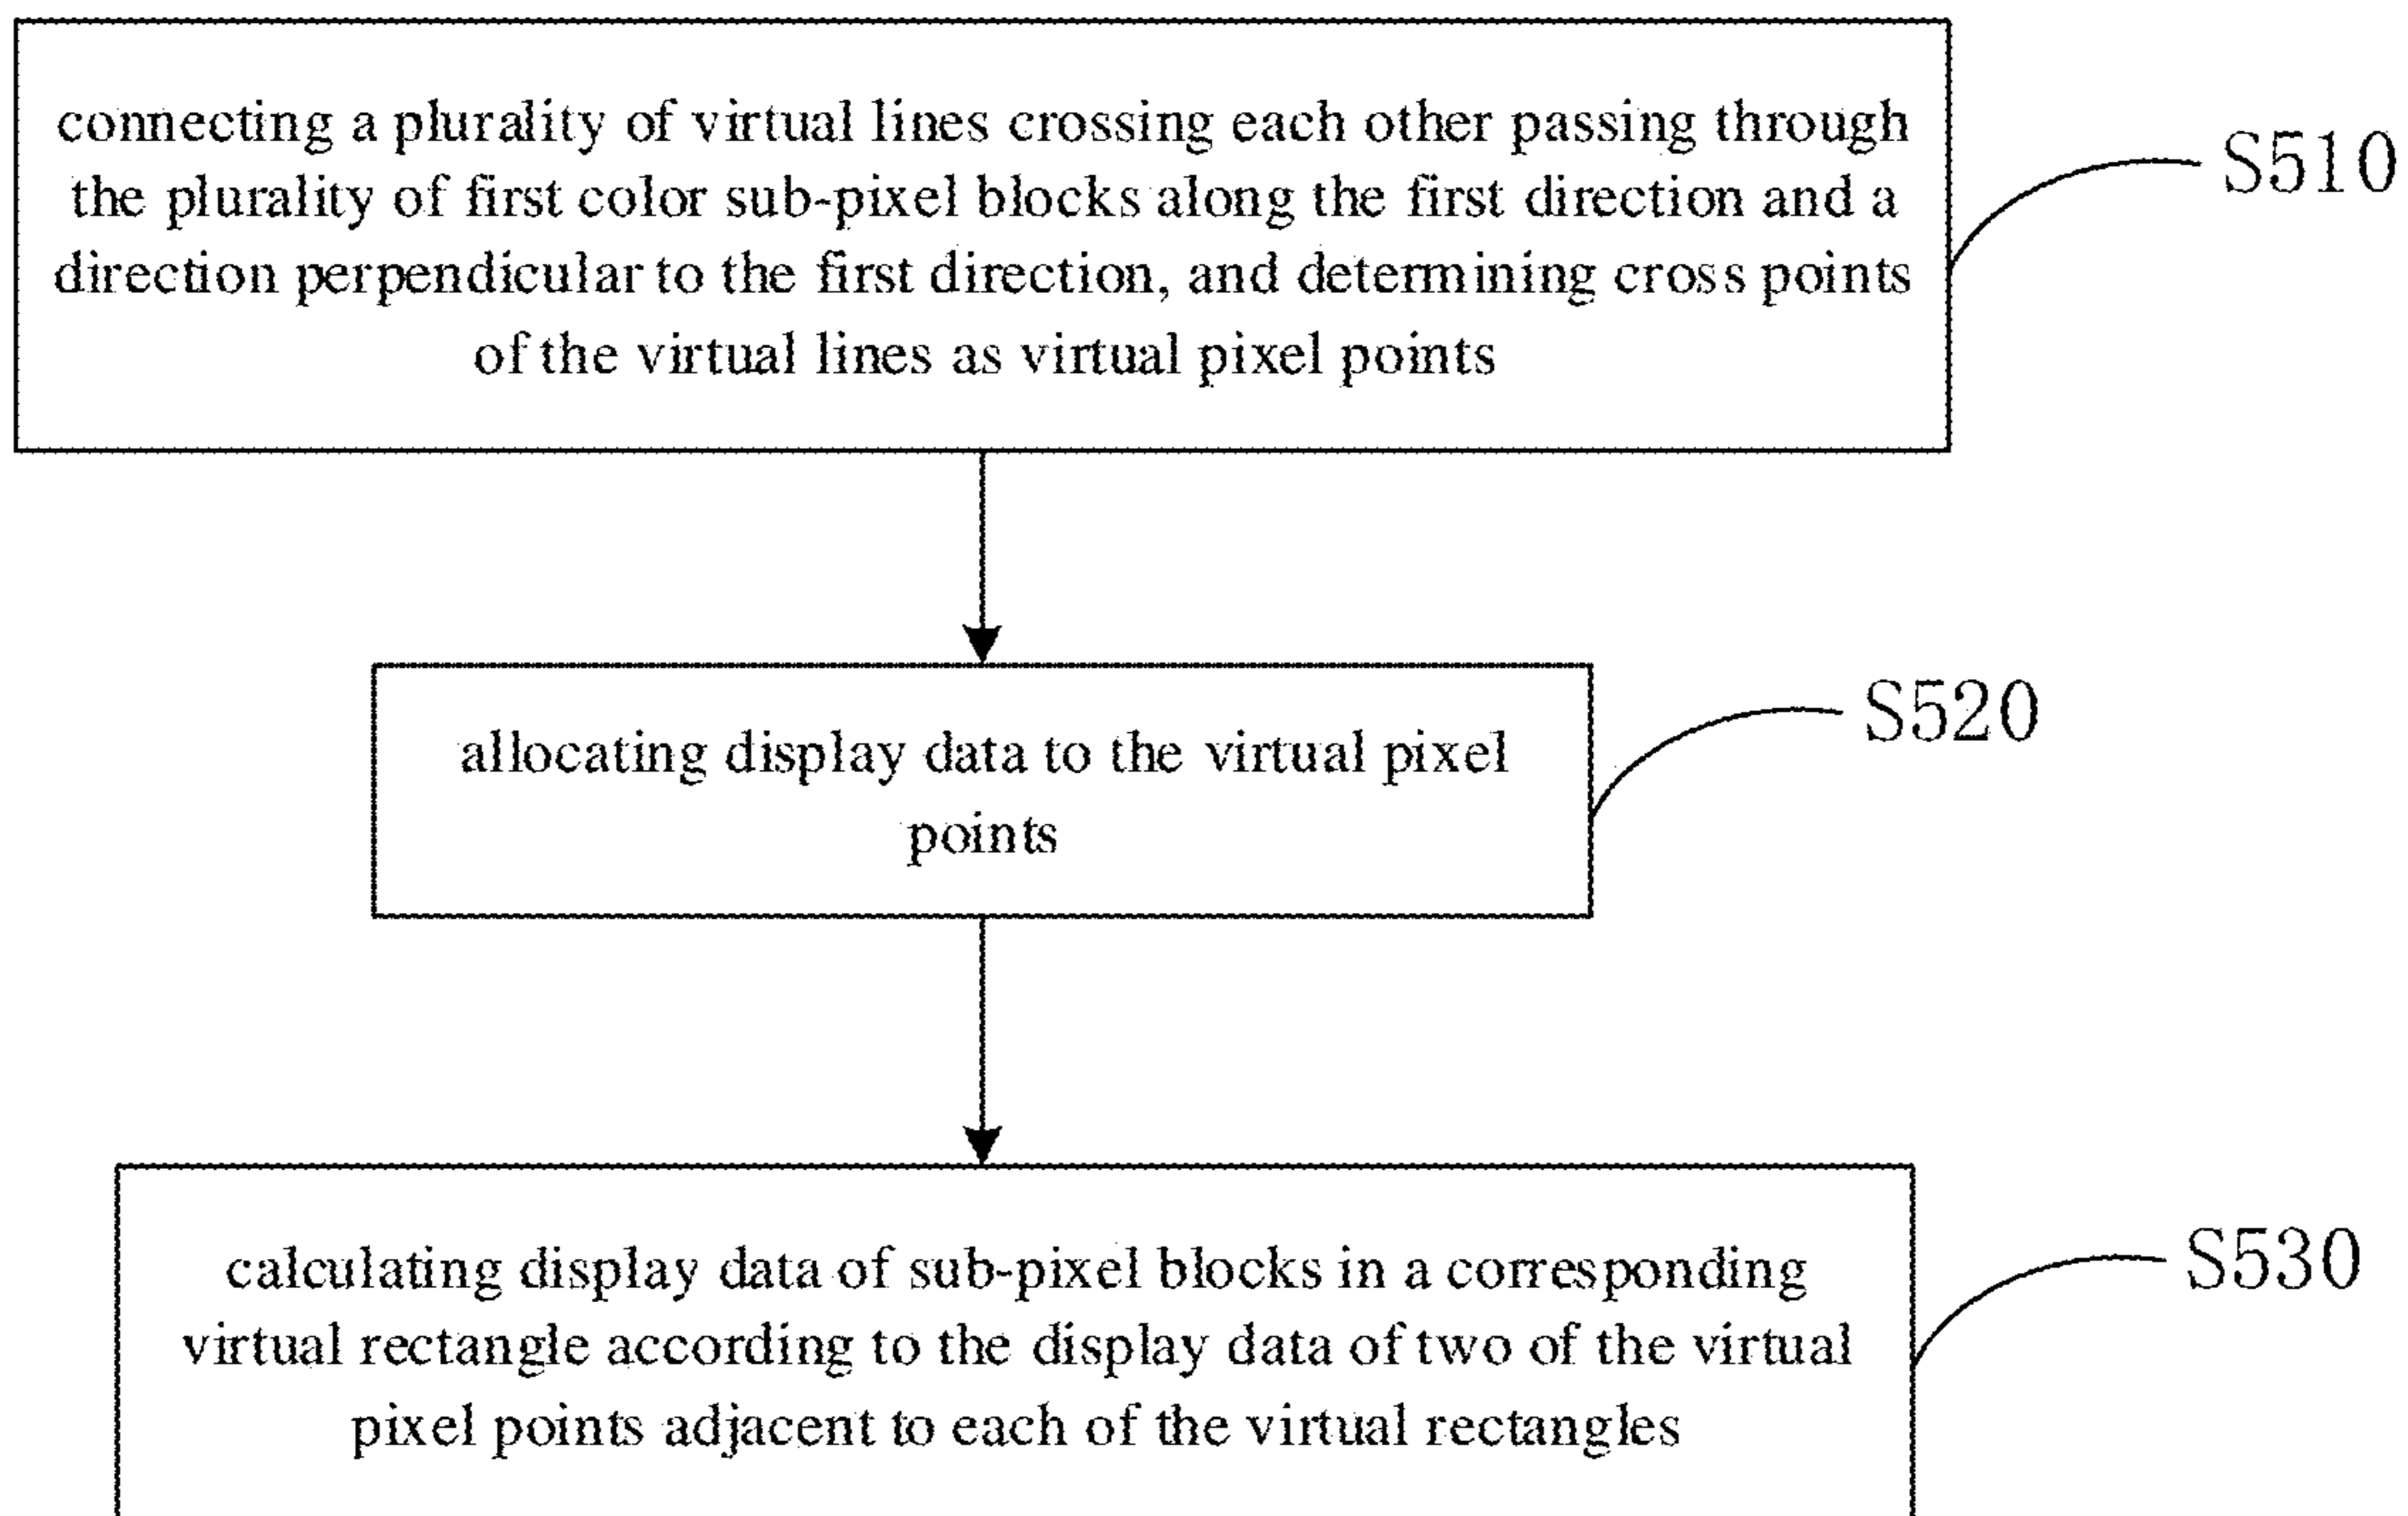 connecting a plurality of virtual lines crossing each other passing through
the plurality of first color sub-pixel blocks along the first direction and a
direction perpendicular to the first direction, and determining cross points
of the virtual lines as virtual pixel points
S510
allocating display data to the virtual pixel
points
S520
calculating display data of sub-pixel blocks in a corresponding
virtual rectangle according to the display data of two of the virtual
pixel points adjacent to each of the virtual rectangles
S530